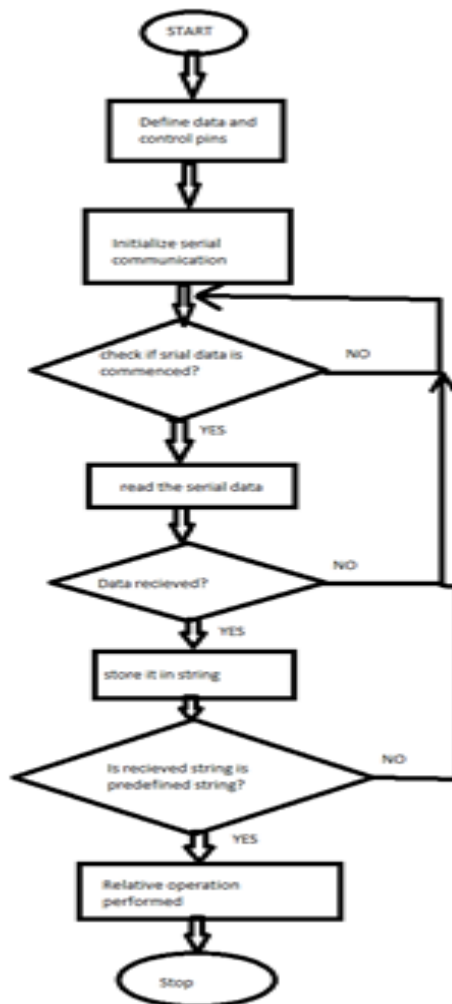 START
Define data and
control pins
Initialize serial
communication
check if srial data is
commenced?
NO
YES
read the serial data
Data recieved?
NO
YES
store it in string
Is recieved string is
predefined string?
NO
YES
Relative operation
performed
Stop